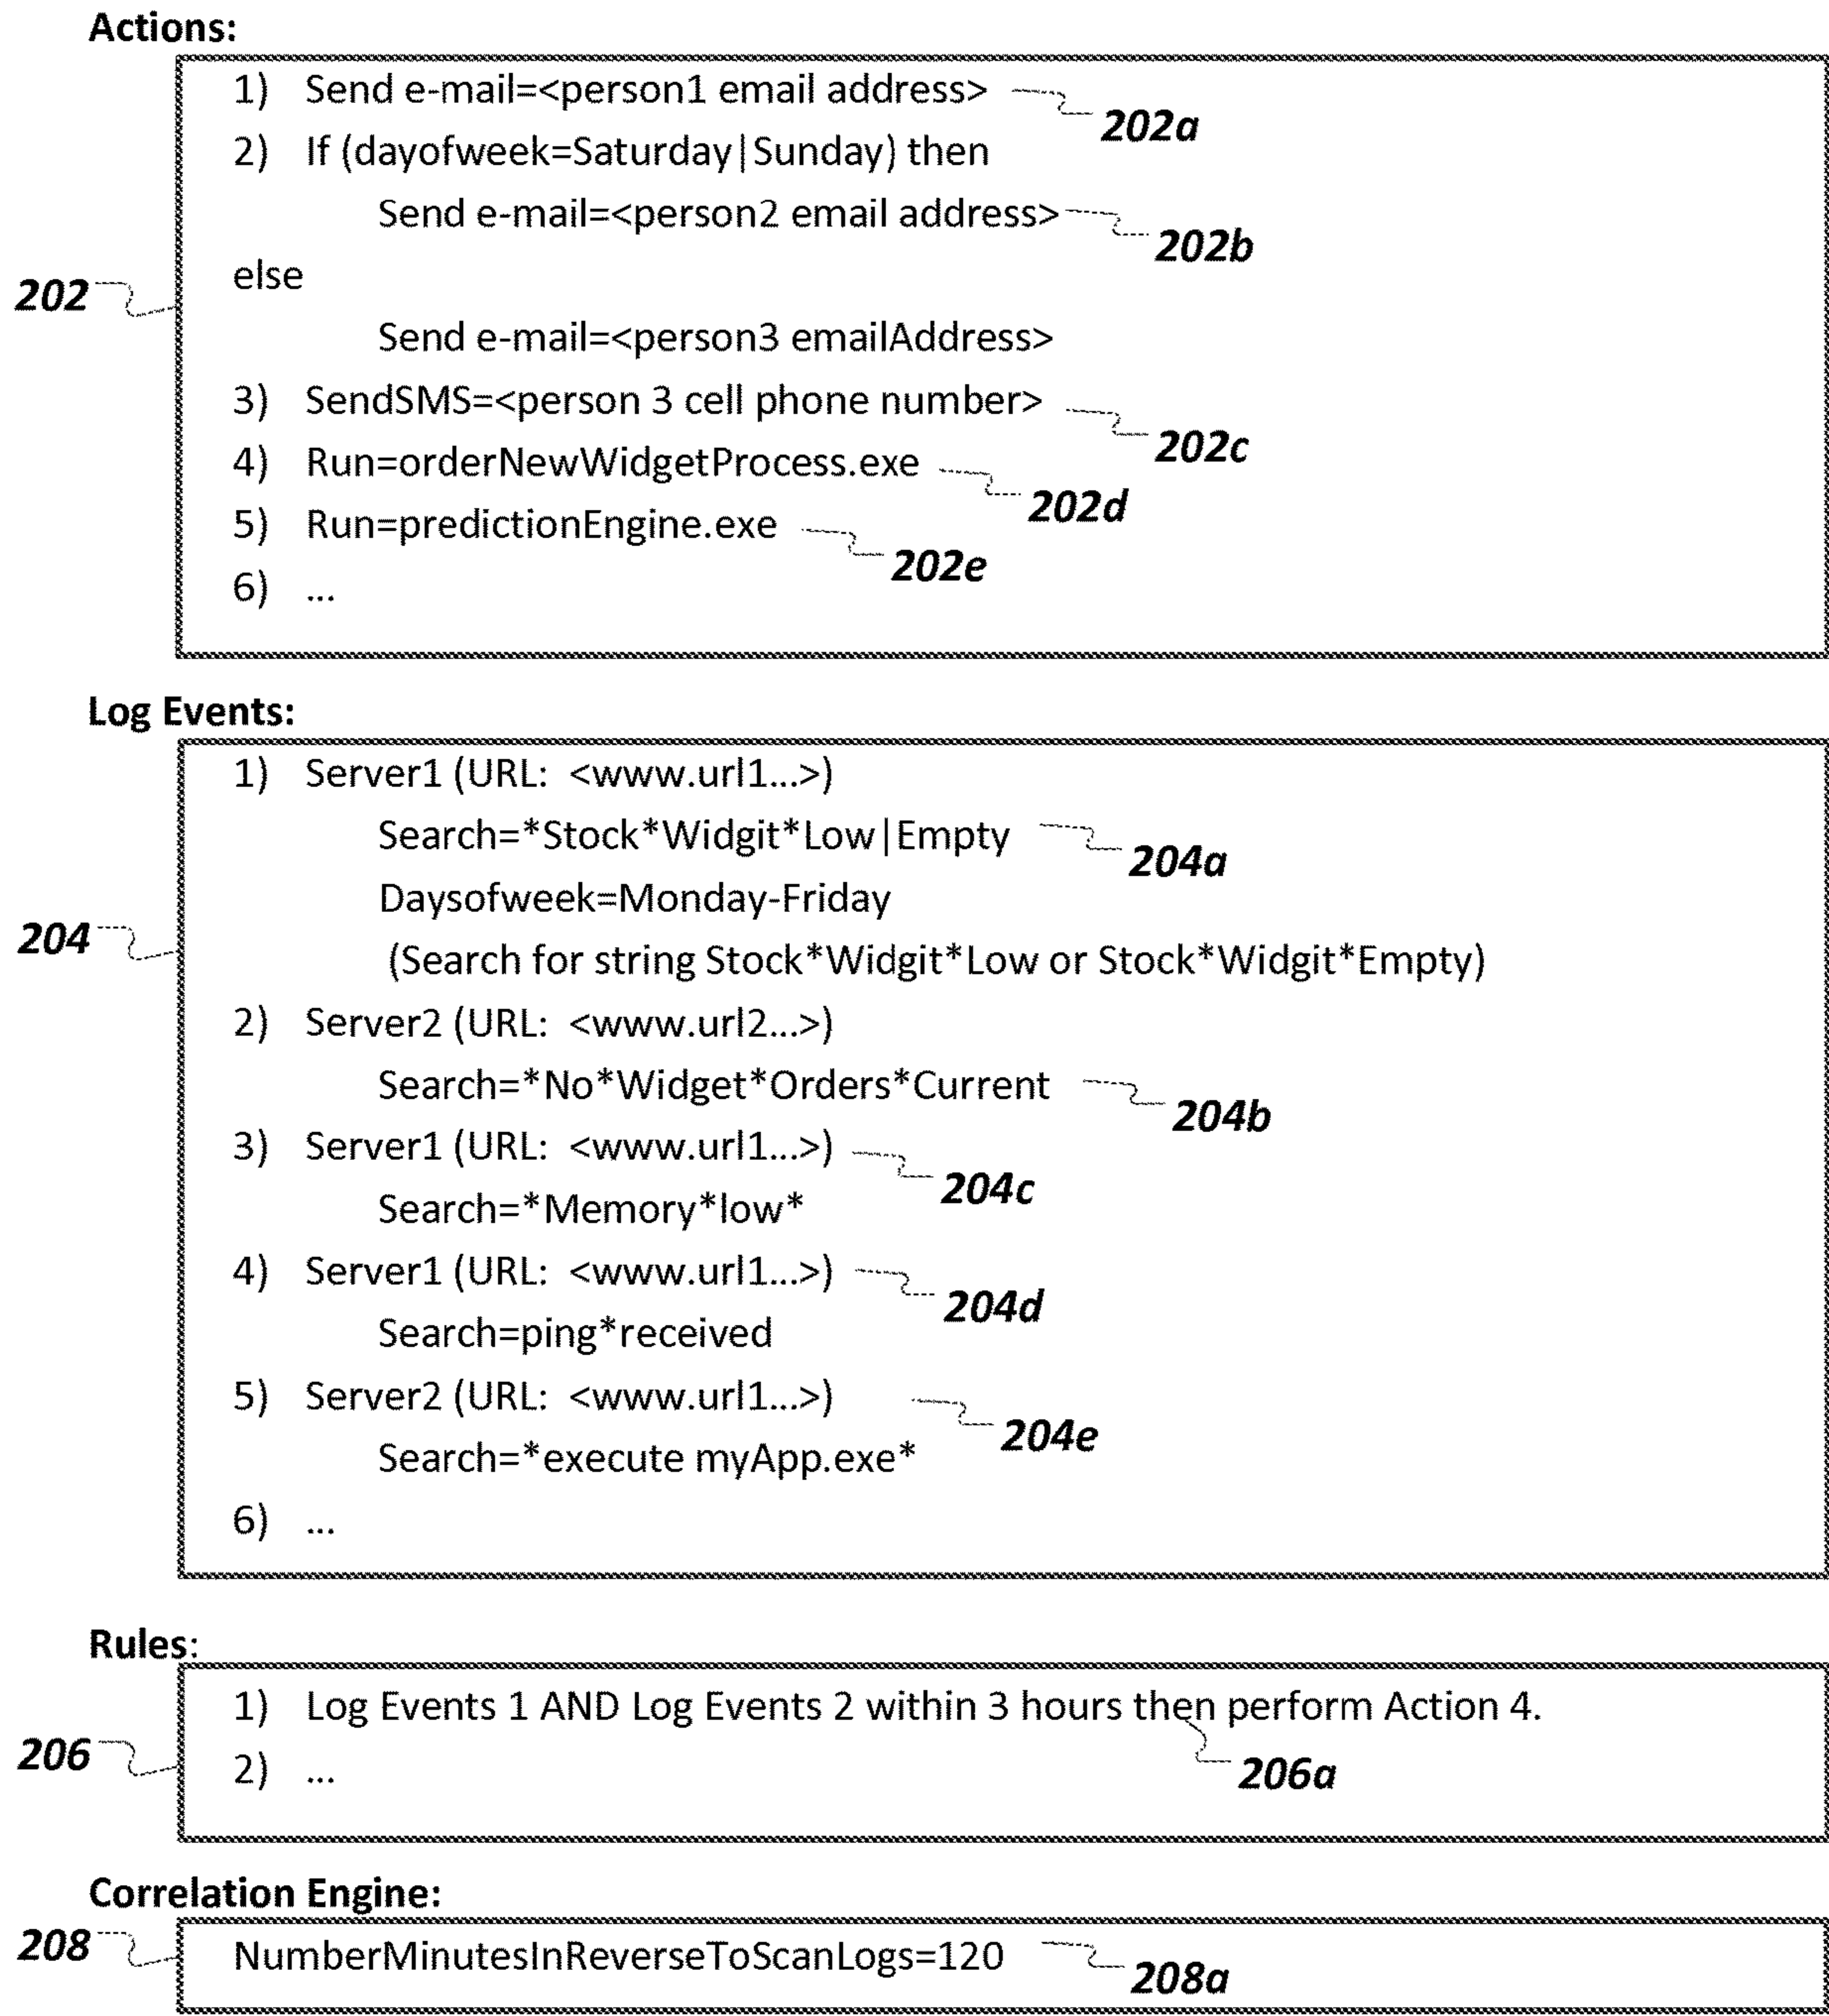 Actions:
1) Send e-mail=<person1 email address>
202a
2) If (dayofweek=Saturday|Sunday) then
Send e-mail=<person2 email address>
202b
else
202
Send e-mail=<person3 emailAddress>
3) SendSMS=<person 3 cell phone number>
202c
4) Run=orderNewWidgetProcess.exe
202d
5) Run=predictionEngine.exe
202e
6) ...
Log Events:
1) Server1 (URL: <www.url1...>)
Search=*Stock*Widgit*Low|Empty
204a
Daysofweek=Monday-Friday
204
(Search for string Stock*Widgit*Low or Stock*Widgit*Empty)
2) Server2 (URL: <www.url2...>)
Search=*No*Widget*Orders*Current
204b
3) Server1 (URL: <www.url1...>)
204c
Search=*Memory*low*
4) Server1 (URL: <www.url1...>)
204d
Search=ping*received
5) Server2 (URL: <www.url1...>)
204e
Search=*execute myApp.exe*
6) ...
Rules:
1) Log Events 1 AND Log Events 2 within 3 hours then perform Action 4.
206
206a
2) ...
Correlation Engine:
208
NumberMinutesInReverseToScanLogs=120
208a